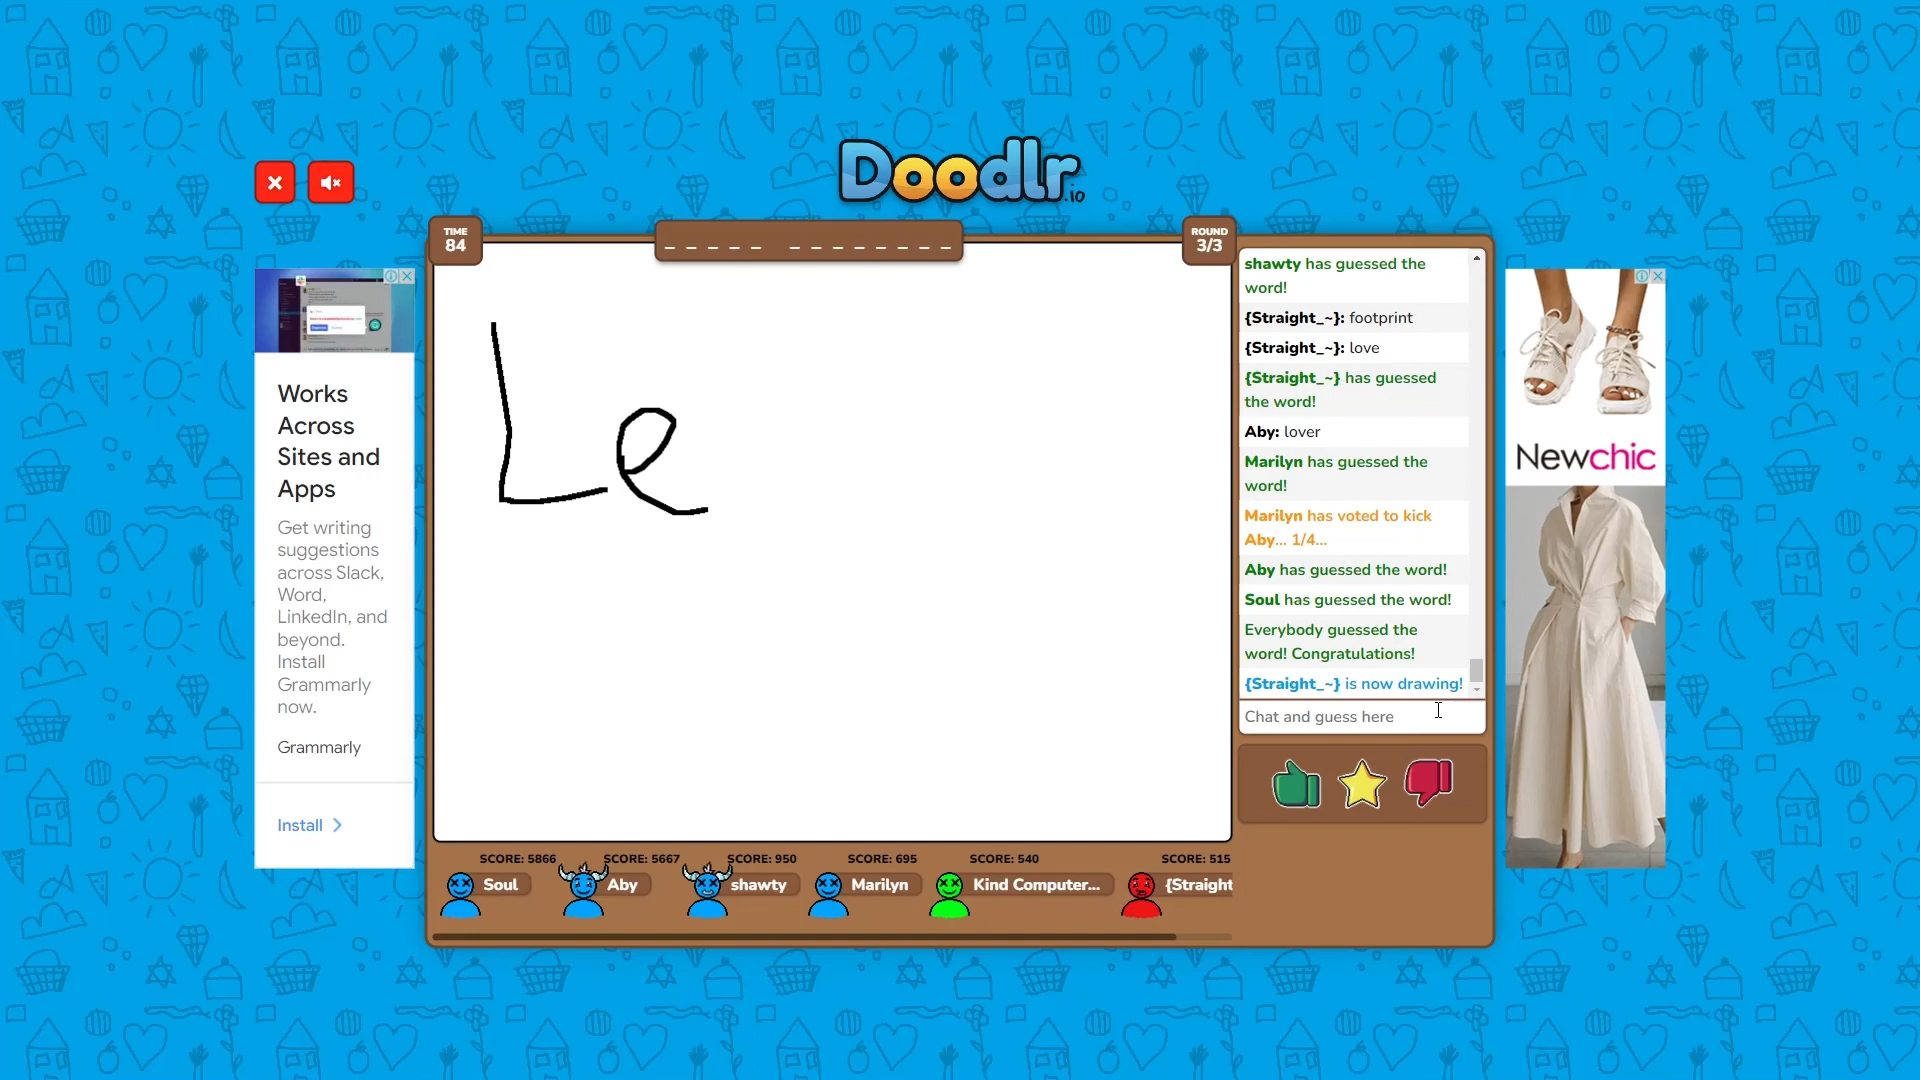 Doodlr.io
TIME
84
_ _ _ _ _  _ _ _ _ _ _ _ _
ROUND
3/3
Le
shawty has guessed the
word!
{Straight_~}: footprint
{Straight_~}: love
{Straight_~} has guessed
the word!
Aby: lover
Marilyn has guessed the
word!
Marilyn has voted to kick
Aby... 1/4...
Aby has guessed the word!
Soul has guessed the word!
Everybody guessed the
word! Congratulations!
{Straight_~} is now drawing!
Chat and guess here
Works
Across
Sites and
Apps
Get writing
suggestions
across Slack,
Word,
LinkedIn, and
beyond.
Install
Grammarly
now.
Grammarly
Install
Newchic
SCORE: 5866
Soul
SCORE: 5667
Aby
SCORE: 950
shawty
SCORE: 695
Marilyn
SCORE: 540
Kind Computer...
SCORE: 515
{Straight